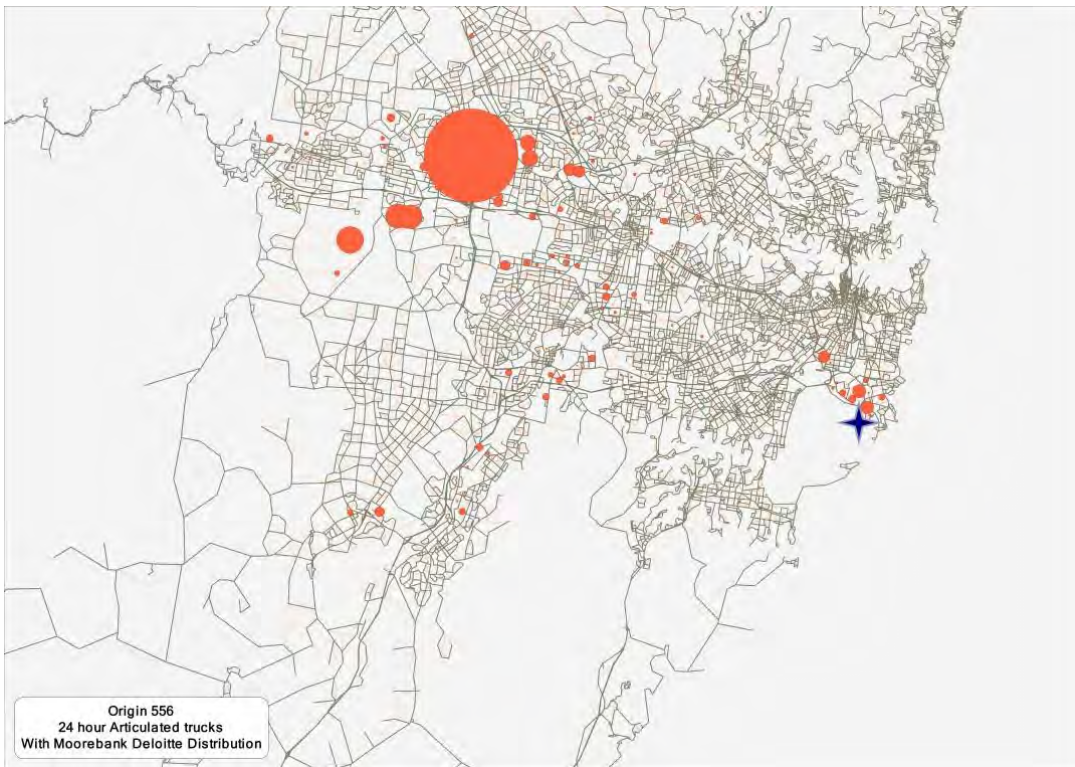 Origin 556
24 hour Articulated trucks
With Moorebank Deloitte Distribution